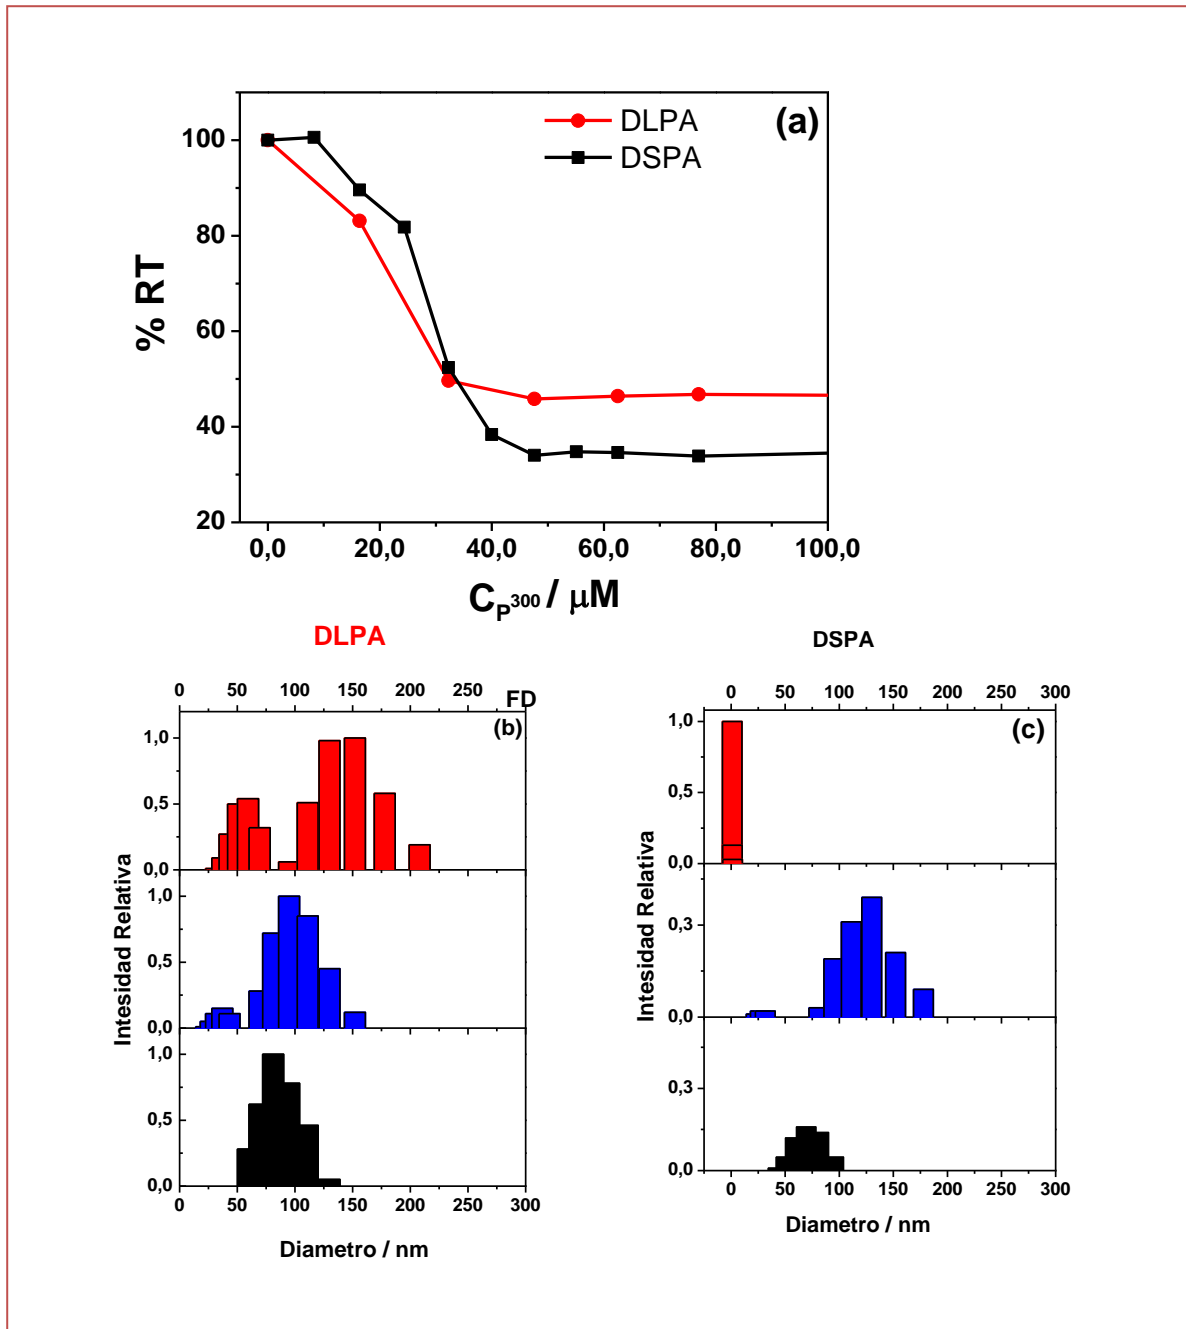 (a)
DLPA
DSPA
% RT
100
80
60
40
20
0,0 20,0 40,0 60,0 80,0 100,0
C_P^300 / μM
DLPA
0 50 100 150 200 250
FD
(b)
1,0
0,5
0,0
1,0
0,5
0,0
1,0
0,5
0,0
Intesidad Relativa
0 50 100 150 200 250 300
Diametro / nm
DSPA
0 50 100 150 200 250 300
(c)
1,0
0,5
0,0
0,3
0,0
0,3
0,0
Intesidad Relativa
0 50 100 150 200 250 300
Diametro / nm